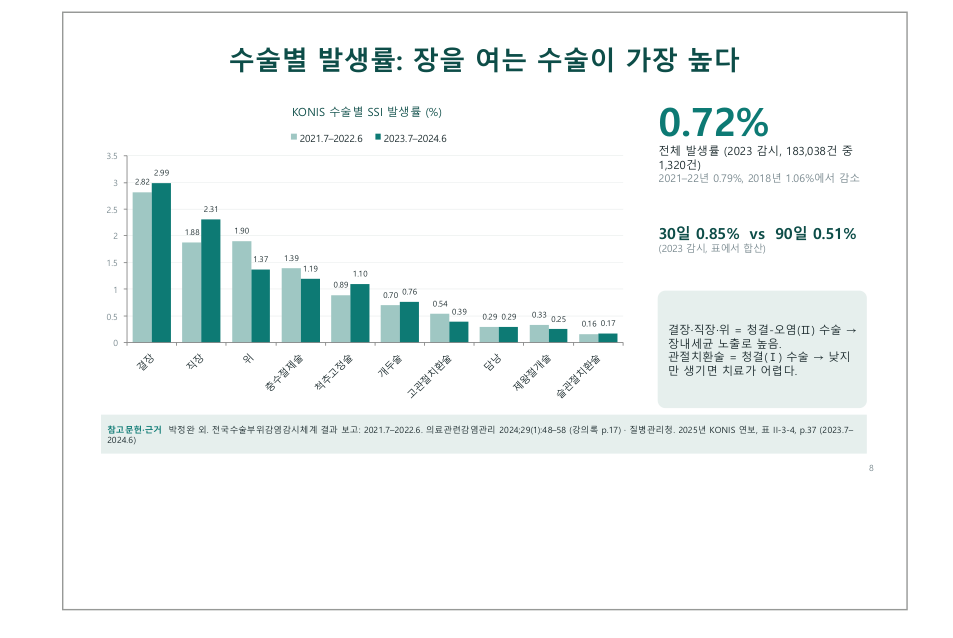 수술별 발생률: 장을 여는 수술이 가장 높다
KONIS 수술별 SSI 발생률 (%)
2021.7–2022.6 2023.7–2024.6
3.5
3
2.5
2
1.5
1
0.5
0
2.82 2.99
1.88 2.31
1.90 1.37
1.39 1.19
0.89 1.10
0.70 0.76
0.54 0.39
0.29 0.29
0.33 0.25
0.16 0.17
결장
직장
위
충수절제술
척추고정술
개두술
고관절치환술
담낭
제왕절개술
슬관절치환술
0.72%
전체 발생률 (2023 감시, 183,038건 중
1,320건)
2021–22년 0.79%, 2018년 1.06%에서 감소
30일 0.85% vs 90일 0.51%
(2023 감시, 표에서 합산)
결장·직장·위 = 청결-오염(Ⅱ) 수술 →
장내세균 노출로 높음.
관절치환술 = 청결(Ⅰ) 수술 → 낮지
만 생기면 치료가 어렵다.
참고문헌·근거 박정완 외. 전국수술부위감염감시체계 결과 보고: 2021.7–2022.6. 의료관련감염관리 2024;29(1):48–58 (강의록 p.17) · 질병관리청. 2025년 KONIS 연보, 표 II-3-4, p.37 (2023.7–
2024.6)
8